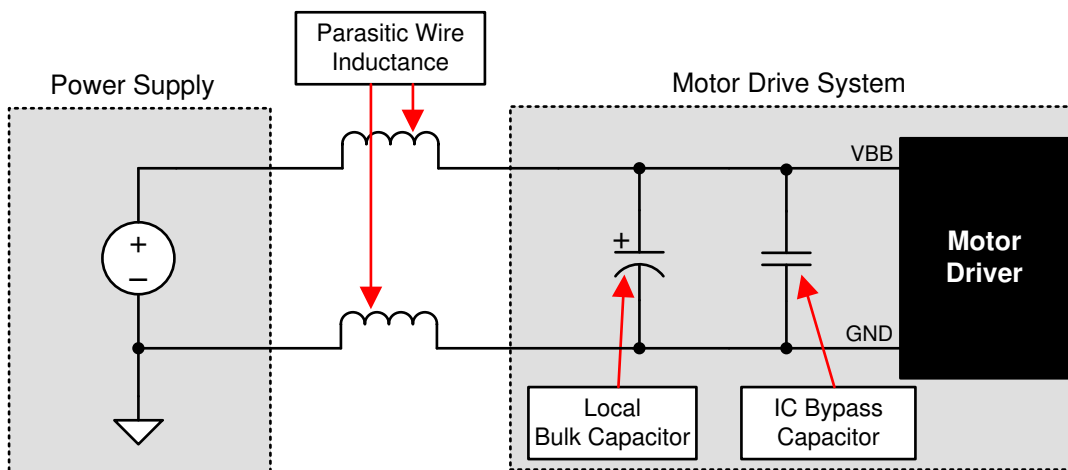 Parasitic Wire
Inductance
Power Supply
Motor Drive System
VBB
+
–
+
Motor
Driver
GND
Local
Bulk Capacitor
IC Bypass
Capacitor